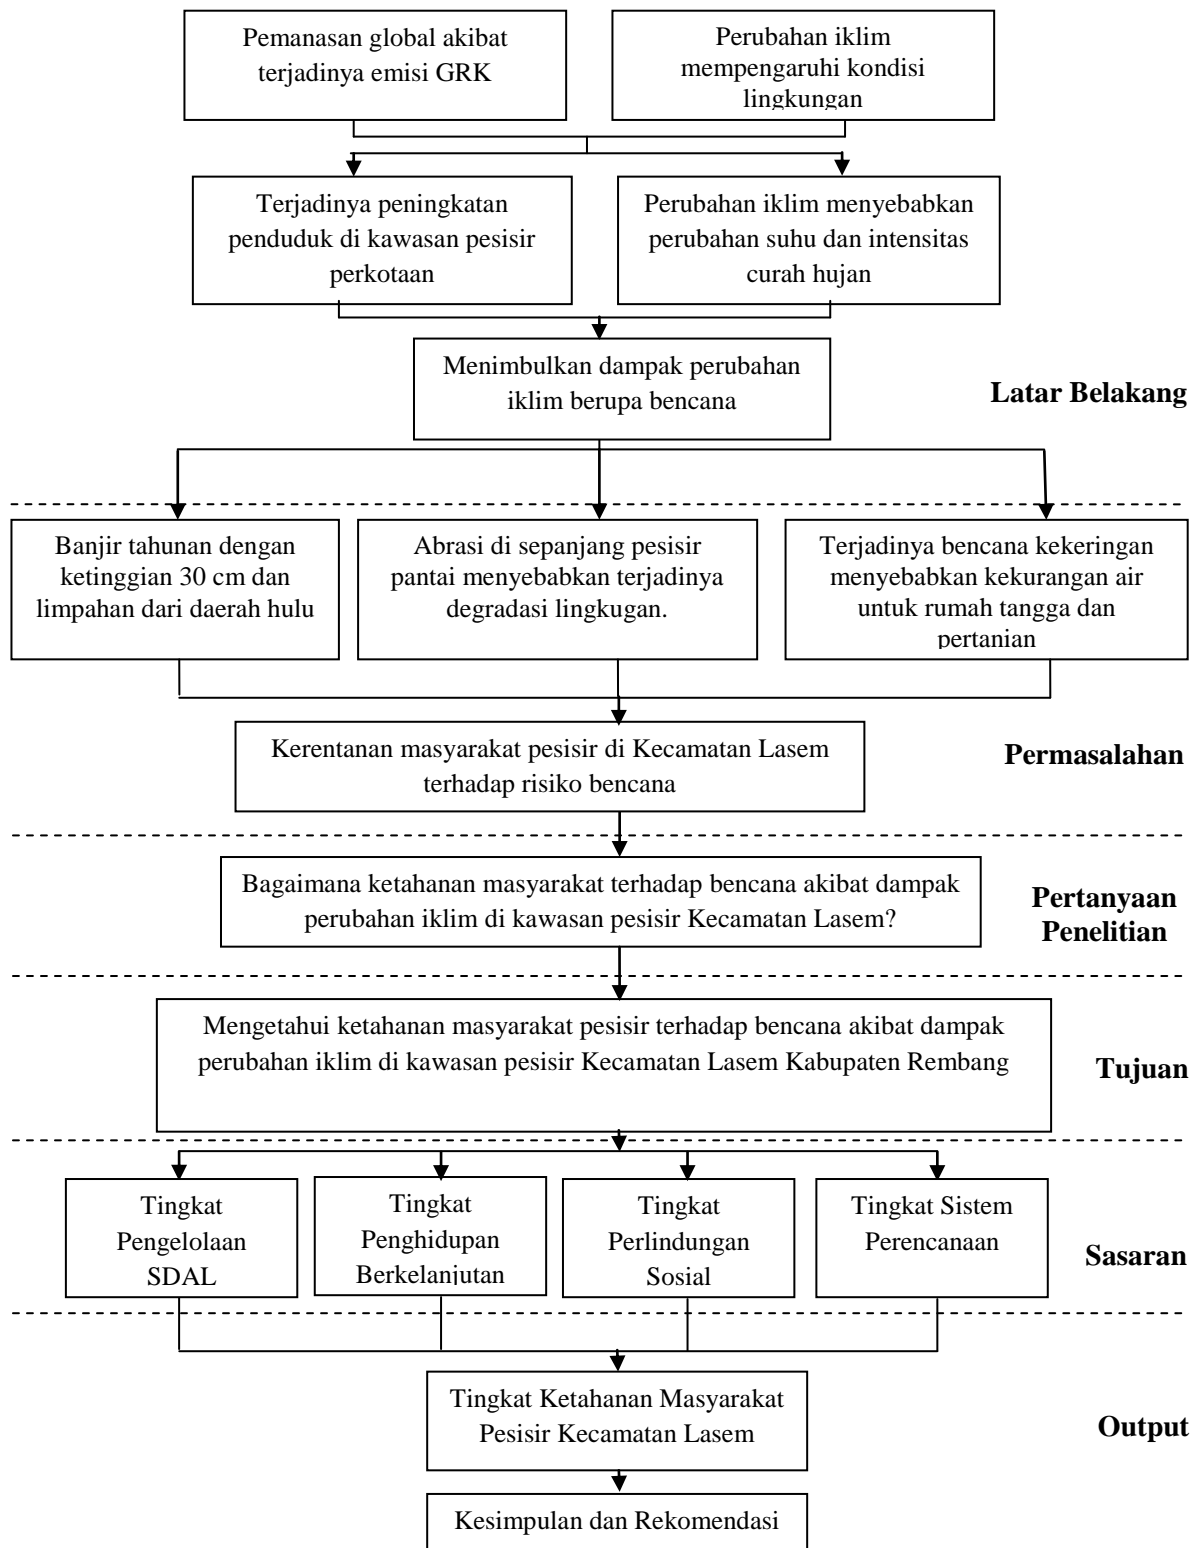 Pemanasan global akibat
terjadinya emisi GRK
Perubahan iklim
mempengaruhi kondisi
lingkungan
Terjadinya peningkatan
penduduk di kawasan pesisir
perkotaan
Perubahan iklim menyebabkan
perubahan suhu dan intensitas
curah hujan
Menimbulkan dampak perubahan
iklim berupa bencana
Latar Belakang
Banjir tahunan dengan
ketinggian 30 cm dan
limpahan dari daerah hulu
Abrasi di sepanjang pesisir
pantai menyebabkan terjadinya
degradasi lingkugan.
Terjadinya bencana kekeringan
menyebabkan kekurangan air
untuk rumah tangga dan
pertanian
Kerentanan masyarakat pesisir di Kecamatan Lasem
terhadap risiko bencana
Permasalahan
Bagaimana ketahanan masyarakat terhadap bencana akibat dampak
perubahan iklim di kawasan pesisir Kecamatan Lasem?
Pertanyaan
Penelitian
Mengetahui ketahanan masyarakat pesisir terhadap bencana akibat dampak
perubahan iklim di kawasan pesisir Kecamatan Lasem Kabupaten Rembang
Tujuan
Tingkat
Pengelolaan
SDAL
Tingkat
Penghidupan
Berkelanjutan
Tingkat
Perlindungan
Sosial
Tingkat Sistem
Perencanaan
Sasaran
Tingkat Ketahanan Masyarakat
Pesisir Kecamatan Lasem
Output
Kesimpulan dan Rekomendasi